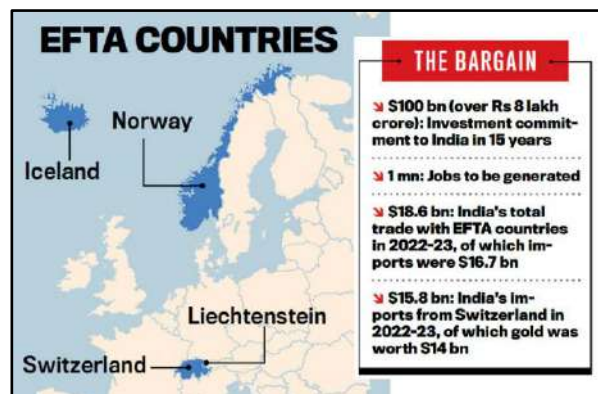 EFTA COUNTRIES
Norway
Iceland
Liechtenstein
Switzerland
THE BARGAIN
↘ $100 bn (over Rs 8 lakh
crore): Investment commit-
ment to India in 15 years
↘ 1 mn: Jobs to be generated
↘ $18.6 bn: India's total
trade with EFTA countries
in 2022-23, of which im-
ports were $16.7 bn
↘ $15.8 bn: India's im-
ports from Switzerland in
2022-23, of which gold was
worth $14 bn